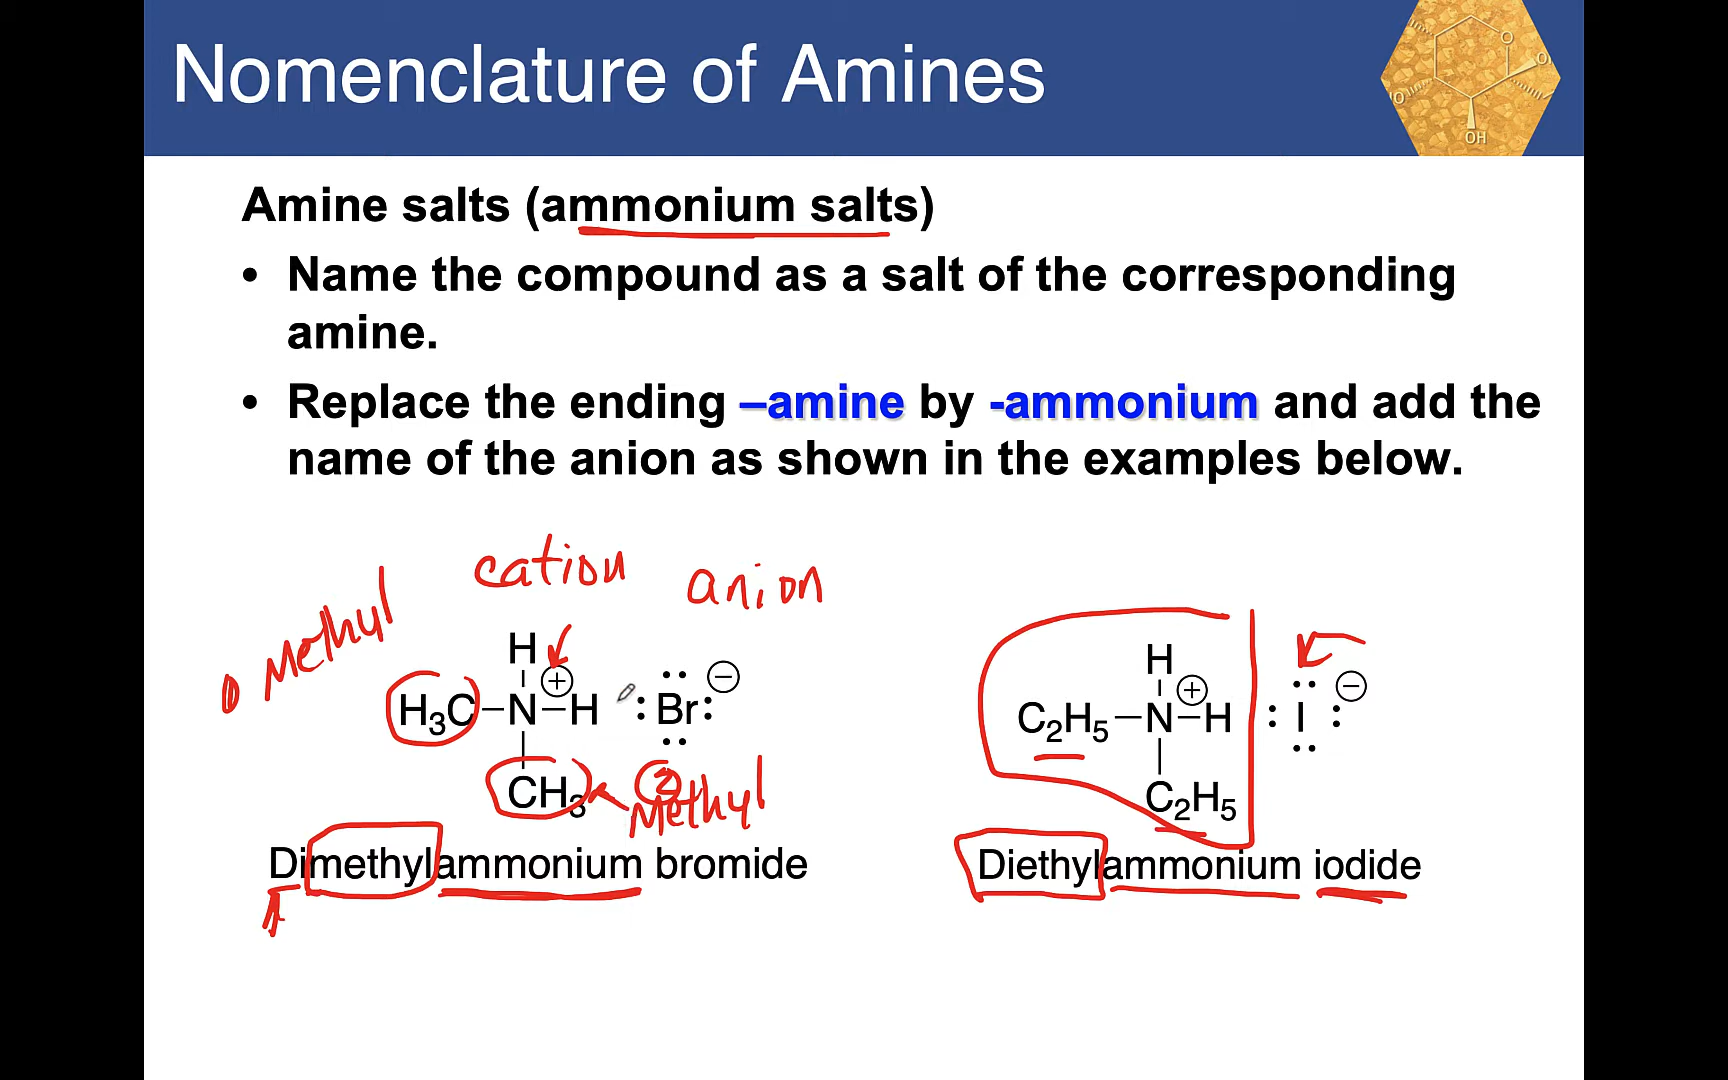 Nomenclature of Amines
O
O
O
OH
Amine salts (ammonium salts)
• Name the compound as a salt of the corresponding
amine.
• Replace the ending –amine by -ammonium and add the
name of the anion as shown in the examples below.
cation anion
Methyl
H
H₃C–N–H :Br:
⊕ ⊖
CH₃
② Methyl
Dimethylammonium bromide
H
C₂H₅–N–H :I:
⊕ ⊖
C₂H₅
Diethylammonium iodide